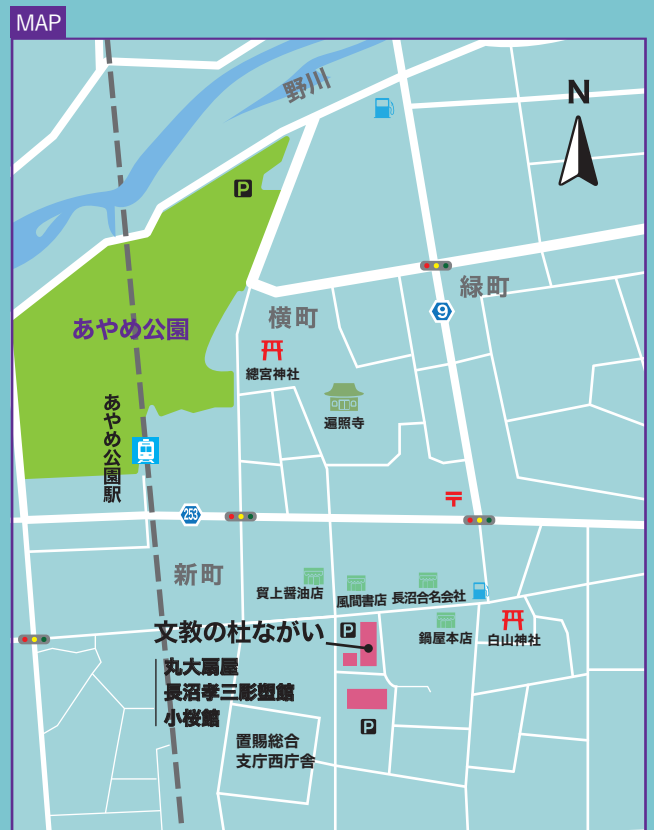 MAP
野川
N
P
緑町
9
横町
あやめ公園
總宮神社
遍照寺
あやめ公園駅
253
新町
貿上醤油店
風間書店
長沼合名会社
鍋屋本店
白山神社
文教の杜ながい
P
丸大扇屋
長沼孝三彫塑館
小桜館
P
置賜総合
支庁西庁舎